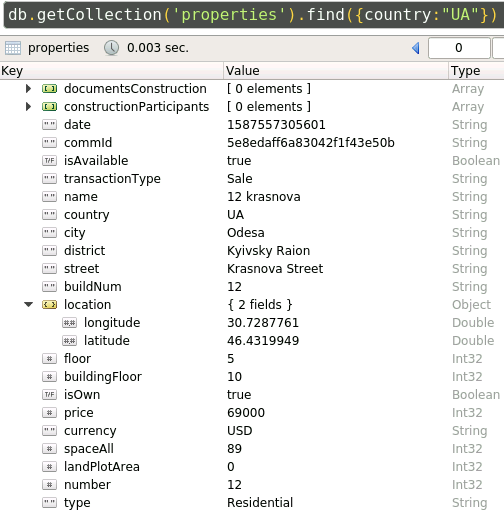 db.getCollection('properties').find({country:"UA"})
properties 0.003 sec. 0
Key Value Type
documentsConstruction [ 0 elements ] Array
constructionParticipants [ 0 elements ] Array
date 1587557305601 String
commId 5e8edaff6a83042f1f43e50b String
isAvailable true Boolean
transactionType Sale String
name 12 krasnova String
country UA String
city Odesa String
district Kyivsky Raion String
street Krasnova Street String
buildNum 12 String
location { 2 fields } Object
longitude 30.7287761 Double
latitude 46.4319949 Double
floor 5 Int32
buildingFloor 10 Int32
isOwn true Boolean
price 69000 Int32
currency USD String
spaceAll 89 Int32
landPlotArea 0 Int32
number 12 Int32
type Residential String